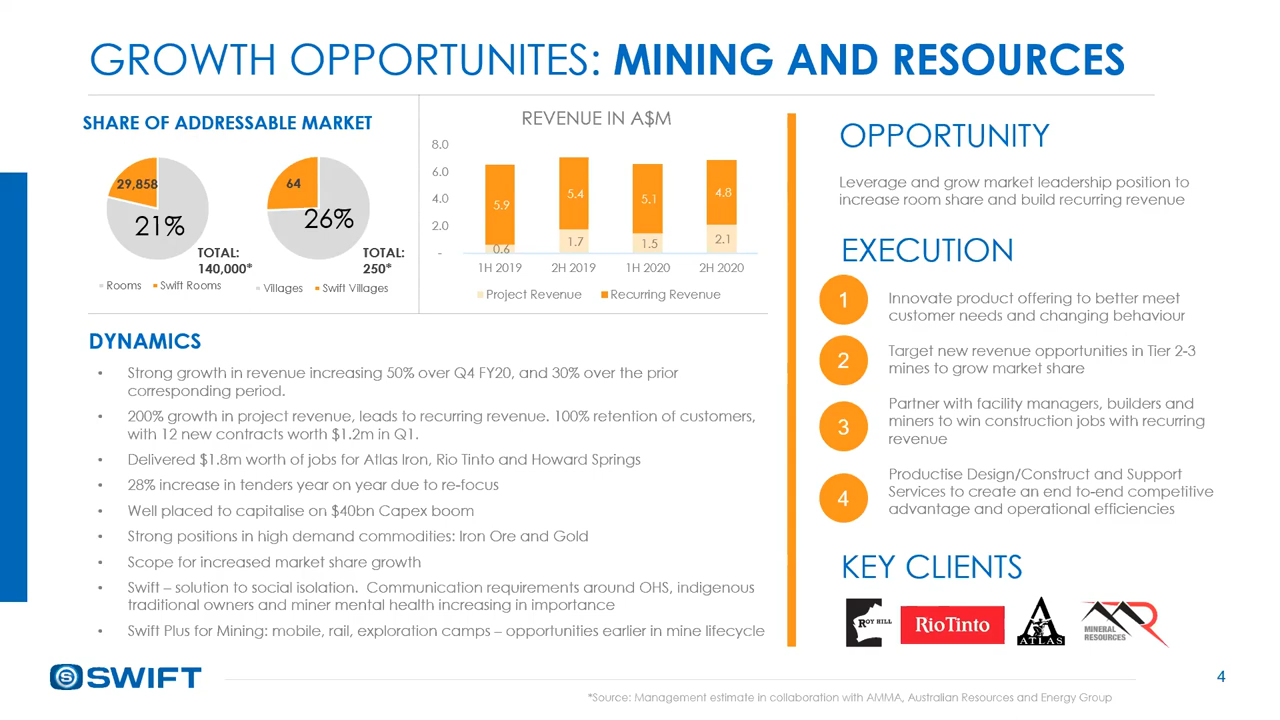 GROWTH OPPORTUNITES: MINING AND RESOURCES
SHARE OF ADDRESSABLE MARKET
29,858
21%
TOTAL:
140,000*
Rooms
Swift Rooms
64
26%
TOTAL:
250*
Villages
Swift Villages
REVENUE IN A$M
8.0
6.0
4.0
2.0
-
5.9
5.4
5.1
4.8
0.6
1.7
1.5
2.1
1H 2019
2H 2019
1H 2020
2H 2020
Project Revenue
Recurring Revenue
DYNAMICS
• Strong growth in revenue increasing 50% over Q4 FY20, and 30% over the prior
corresponding period.
• 200% growth in project revenue, leads to recurring revenue. 100% retention of customers,
with 12 new contracts worth $1.2m in Q1.
• Delivered $1.8m worth of jobs for Atlas Iron, Rio Tinto and Howard Springs
• 28% increase in tenders year on year due to re-focus
• Well placed to capitalise on $40bn Capex boom
• Strong positions in high demand commodities: Iron Ore and Gold
• Scope for increased market share growth
• Swift – solution to social isolation. Communication requirements around OHS, indigenous
traditional owners and miner mental health increasing in importance
• Swift Plus for Mining: mobile, rail, exploration camps – opportunities earlier in mine lifecycle
OPPORTUNITY
Leverage and grow market leadership position to
increase room share and build recurring revenue
EXECUTION
1
Innovate product offering to better meet
customer needs and changing behaviour
2
Target new revenue opportunities in Tier 2-3
mines to grow market share
3
Partner with facility managers, builders and
miners to win construction jobs with recurring
revenue
4
Productise Design/Construct and Support
Services to create an end to-end competitive
advantage and operational efficiencies
KEY CLIENTS
ROY HILL
RioTinto
ATLAS
MINERAL
RESOURCES
S SWIFT
4
*Source: Management estimate in collaboration with AMMA, Australian Resources and Energy Group